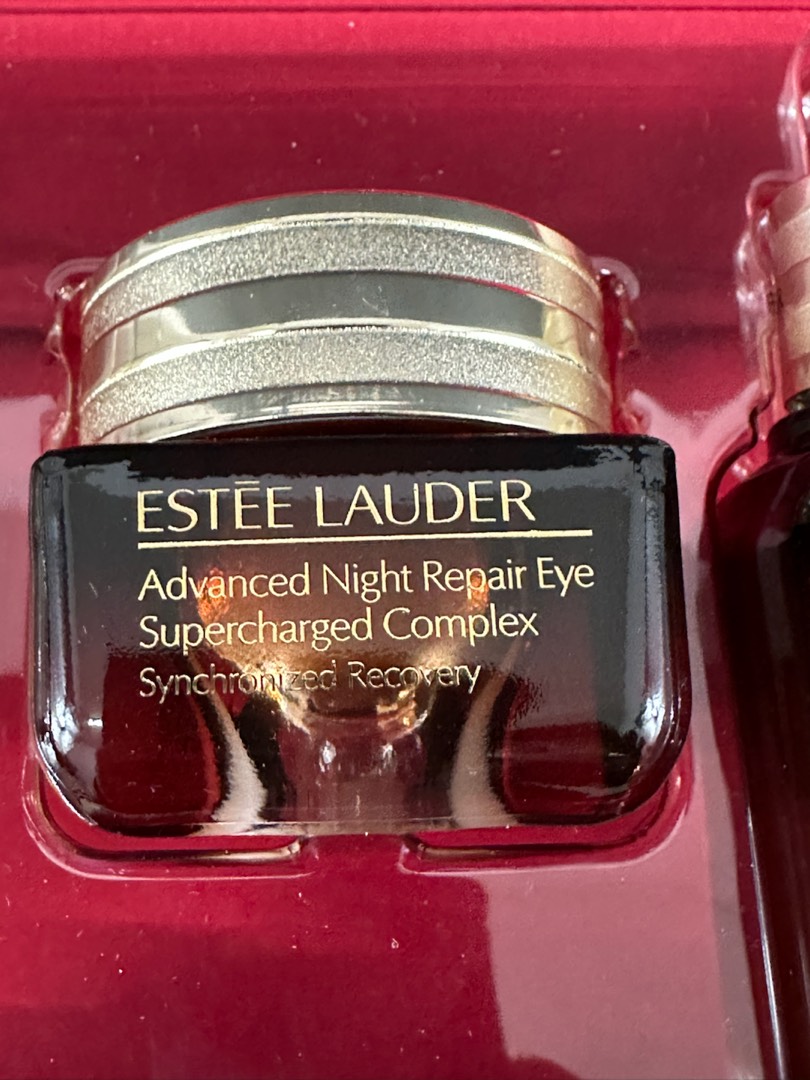 ESTĒE LAUDER
Advanced Night Repair Eye
Supercharged Complex
Synchronized Recovery